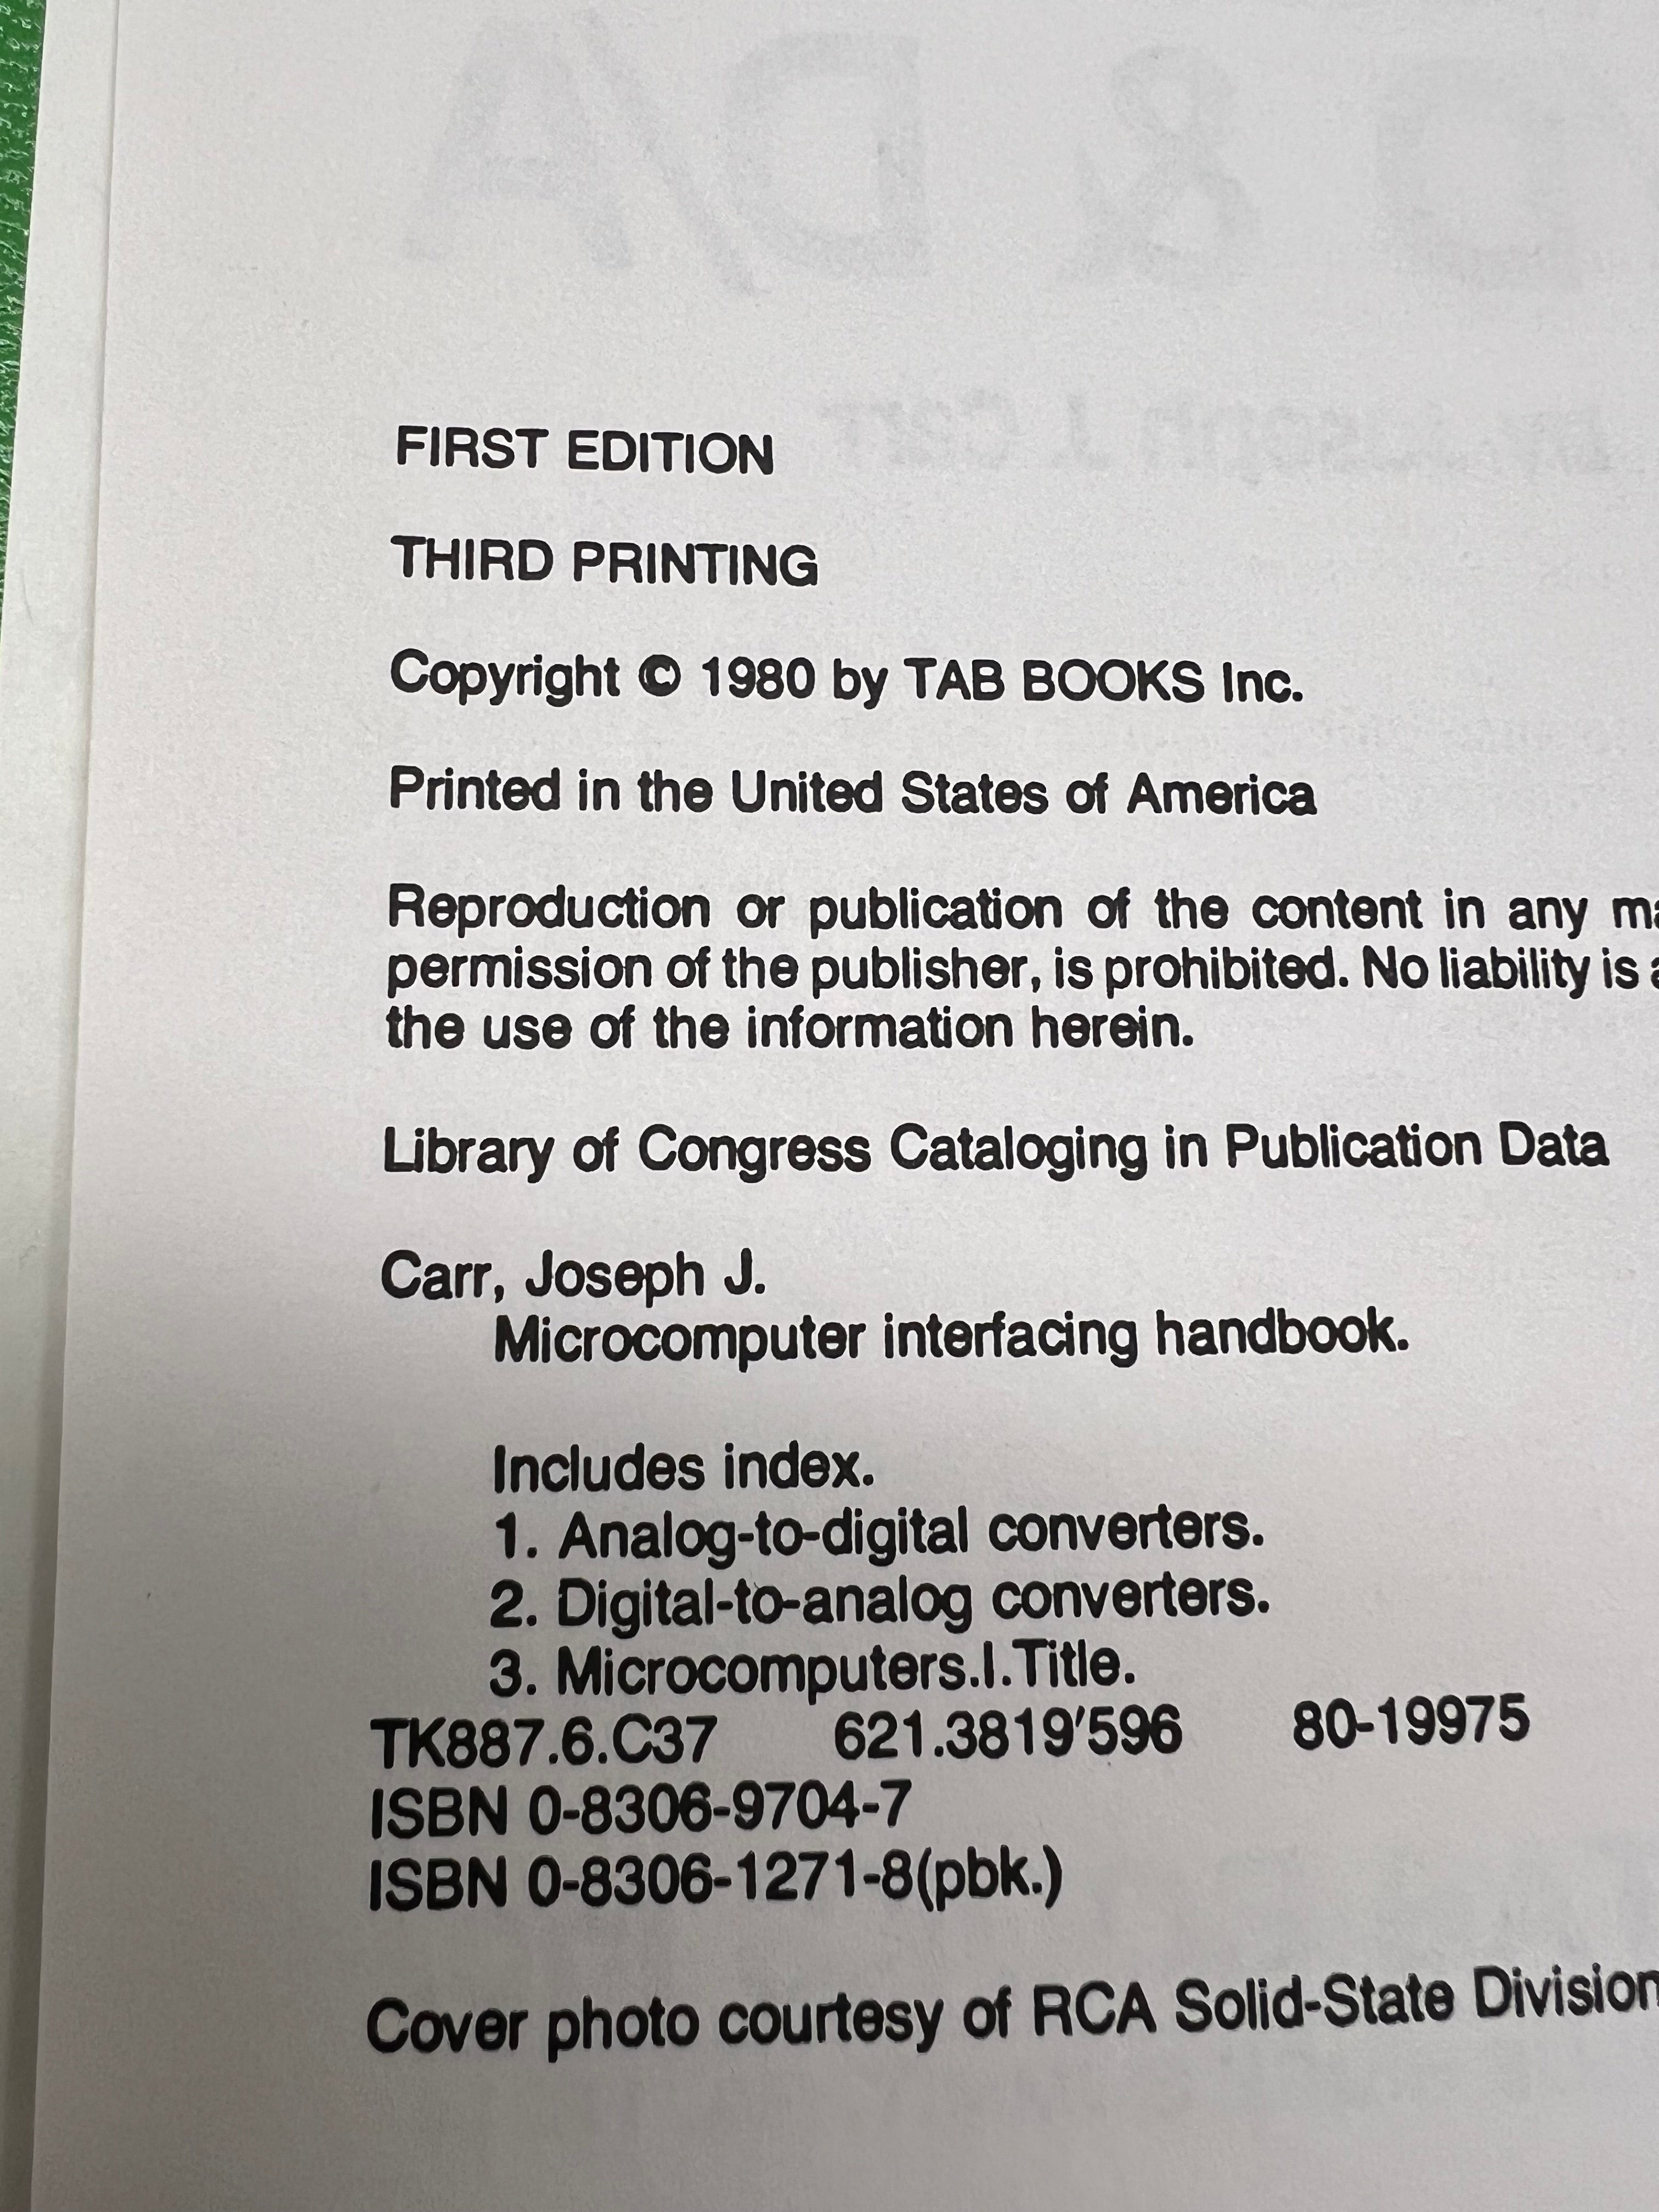 FIRST EDITION
THIRD PRINTING
Copyright © 1980 by TAB BOOKS Inc.
Printed in the United States of America
Reproduction or publication of the content in any
permission of the publisher, is prohibited. No liability is
the use of the information herein.
Library of Congress Cataloging in Publication Data
Carr, Joseph J.
Microcomputer interfacing handbook.
Includes index.
1. Analog-to-digital converters.
2. Digital-to-analog converters.
3. Microcomputers.I.Title.
TK887.6.C37 621.3819'596 80-19975
ISBN 0-8306-9704-7
ISBN 0-8306-1271-8(pbk.)
Cover photo courtesy of RCA Solid-State Division